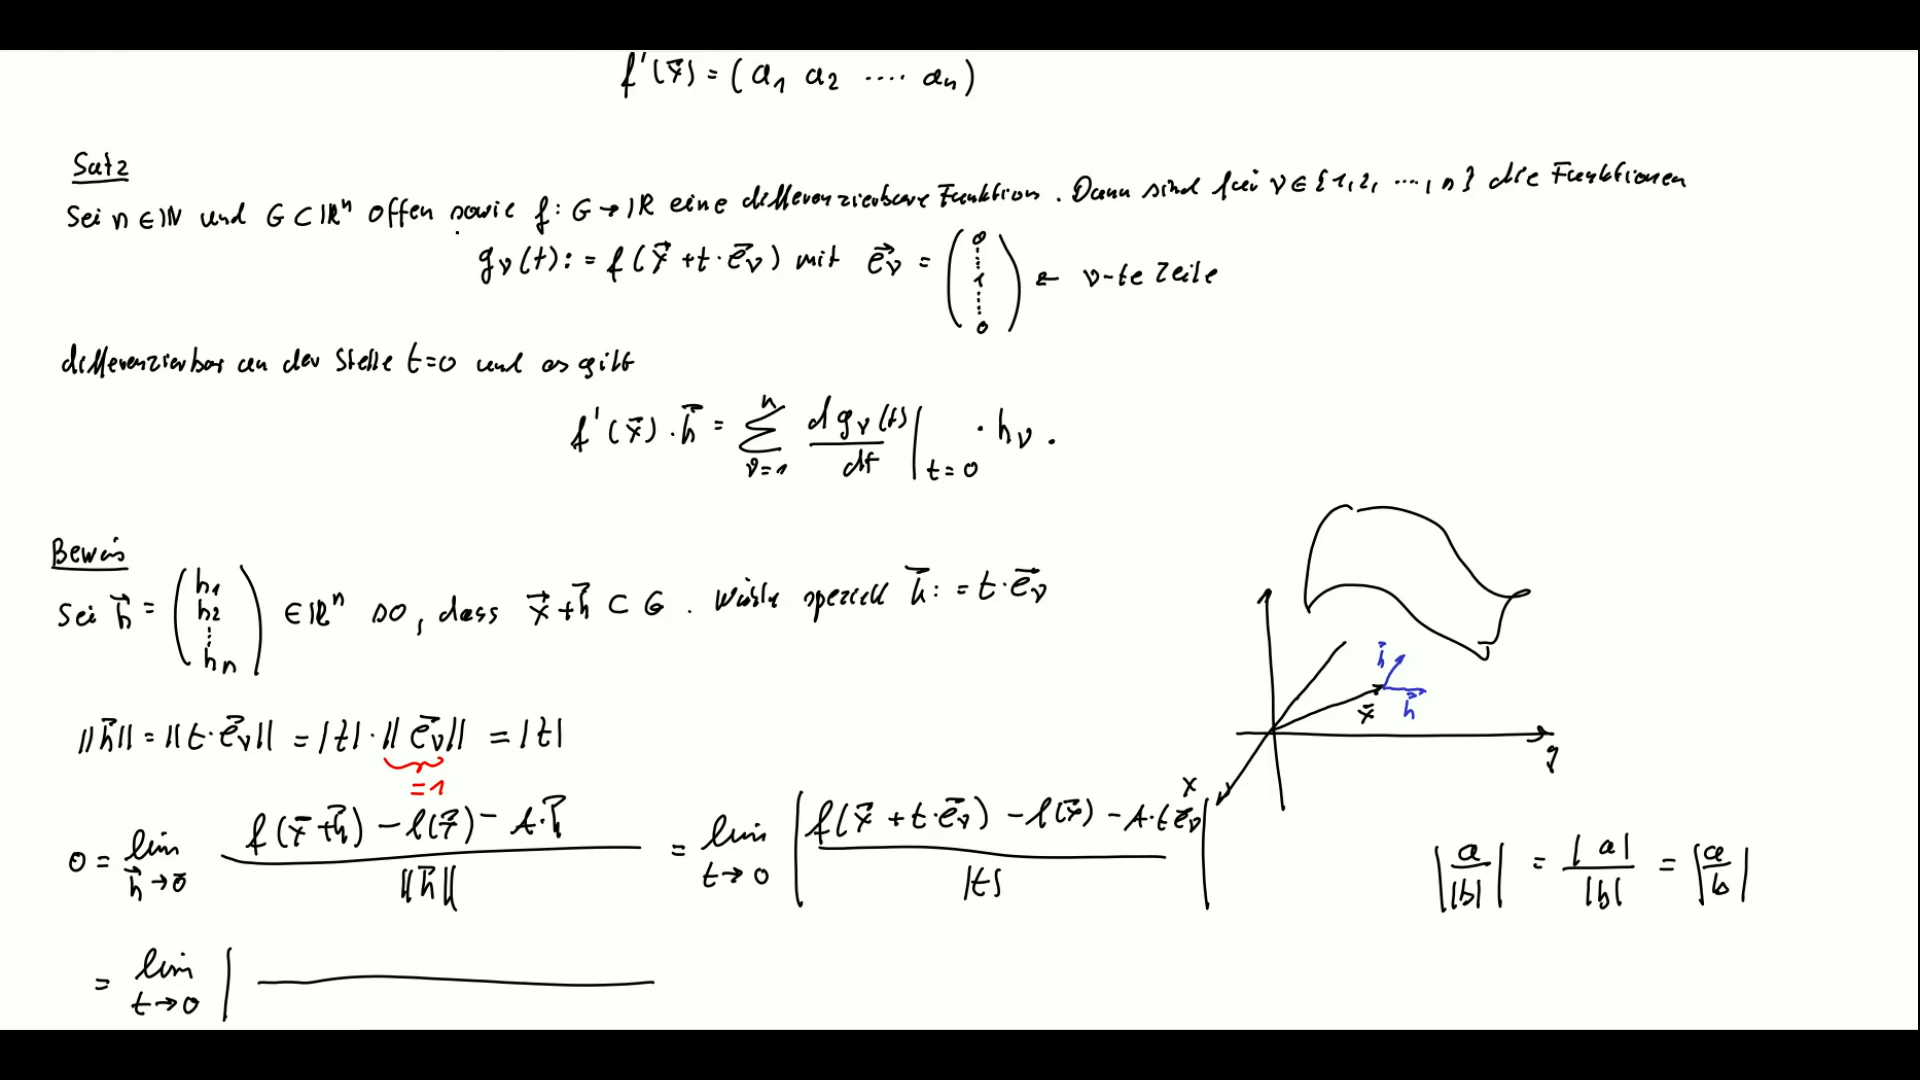 f'(x⃗) = ( a₁ a₂ .... aₙ )
Satz
Sei n ∈ ℕ und G ⊂ ℝⁿ offen sowie f : G → ℝ eine differenzierbare Funktion. Dann sind für ν ∈ {1, 2, ...., n} die Funktionen
g_ν(t) := f(x⃗ + t · e⃗_ν) mit e⃗_ν = ( 0 ⋮ 1 ⋮ 0 ) ← ν-te Zeile
differenzierbar an der Stelle t=0 und es gilt
f'(x⃗) · h⃗ = ∑_{ν=1}^{n} dg_ν(t)/dt |_{t=0} · h_ν .
Bewis
Sei h⃗ = ( h₁ h₂ ⋮ hₙ ) ∈ ℝⁿ so, dass x⃗ + h⃗ ⊂ G . Wähle speziell h⃗ := t · e⃗_ν
||h⃗|| = ||t · e⃗_ν|| = |t| · ||e⃗_ν|| = |t|
= 1
h⃗
h⃗
x⃗
y
x
0 = lim_{h⃗→0⃗} (f(x⃗ + h⃗) − f(x⃗) − A · h⃗) / ||h⃗|| = lim_{t→0} | (f(x⃗ + t · e⃗_ν) − f(x⃗) − A · t e⃗_ν) / |t| |
| a / |b| | = |a| / |b| = | a / b |
= lim_{t→0} |